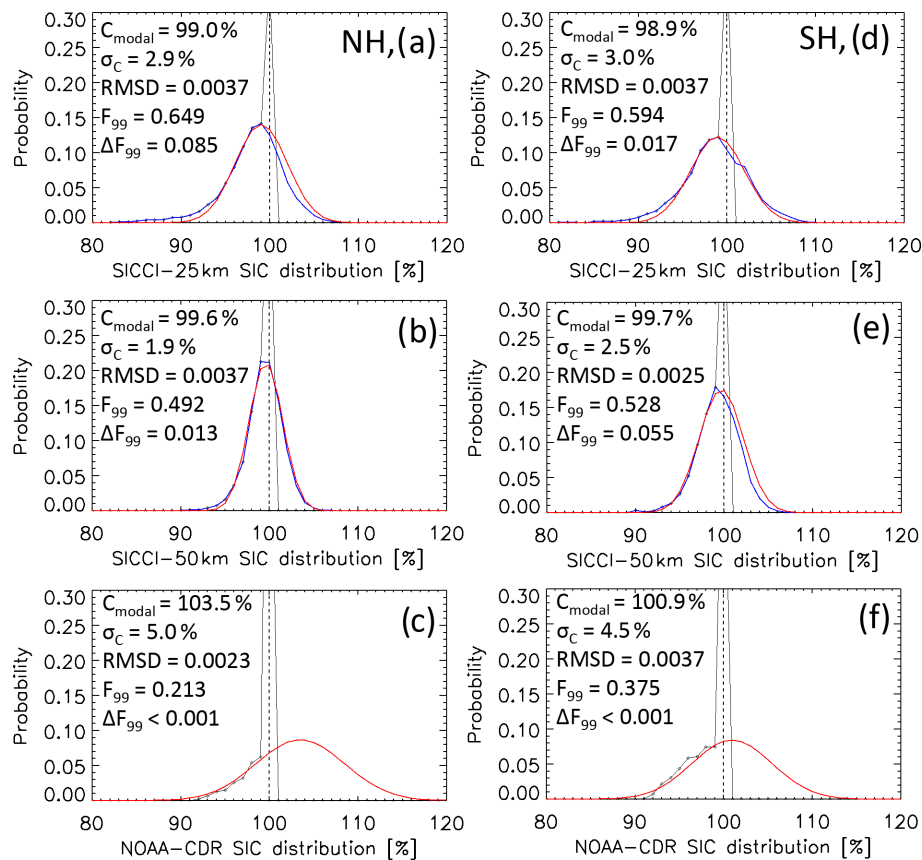 NH, (a)
C_modal = 99.0 %
σ_C = 2.9 %
RMSD = 0.0037
F_99 = 0.649
ΔF_99 = 0.085
Probability
0.30
0.25
0.20
0.15
0.10
0.05
0.00
80 90 100 110 120
SICCI-25km SIC distribution [%]
SH, (d)
C_modal = 98.9 %
σ_C = 3.0 %
RMSD = 0.0037
F_99 = 0.594
ΔF_99 = 0.017
Probability
0.30
0.25
0.20
0.15
0.10
0.05
0.00
80 90 100 110 120
SICCI-25km SIC distribution [%]
(b)
C_modal = 99.6 %
σ_C = 1.9 %
RMSD = 0.0037
F_99 = 0.492
ΔF_99 = 0.013
Probability
0.30
0.25
0.20
0.15
0.10
0.05
0.00
80 90 100 110 120
SICCI-50km SIC distribution [%]
(e)
C_modal = 99.7 %
σ_C = 2.5 %
RMSD = 0.0025
F_99 = 0.528
ΔF_99 = 0.055
Probability
0.30
0.25
0.20
0.15
0.10
0.05
0.00
80 90 100 110 120
SICCI-50km SIC distribution [%]
(c)
C_modal = 103.5 %
σ_C = 5.0 %
RMSD = 0.0023
F_99 = 0.213
ΔF_99 < 0.001
Probability
0.30
0.25
0.20
0.15
0.10
0.05
0.00
80 90 100 110 120
NOAA-CDR SIC distribution [%]
(f)
C_modal = 100.9 %
σ_C = 4.5 %
RMSD = 0.0037
F_99 = 0.375
ΔF_99 < 0.001
Probability
0.30
0.25
0.20
0.15
0.10
0.05
0.00
80 90 100 110 120
NOAA-CDR SIC distribution [%]